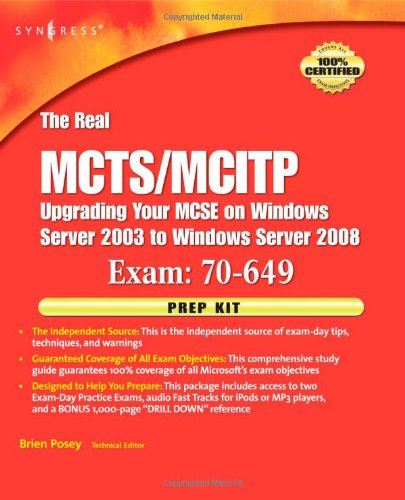 SYNGRESS®
COVERS ALL
100%
CERTIFIED
EXAM OBJECTIVES
The Real
MCTS/MCITP
Upgrading Your MCSE on Windows
Server 2003 to Windows Server 2008
Exam: 70-649
PREP KIT
• The Independent Source: This is the independent source of exam-day tips,
techniques, and warnings
• Guaranteed Coverage of All Exam Objectives: This comprehensive study
guide guarantees 100% coverage of all Microsoft's exam objectives
• Designed to Help You Prepare: This package includes access to two
Exam-Day Practice Exams, audio Fast Tracks for iPods or MP3 players,
and a BONUS 1,000-page "DRILL DOWN" reference
Brien Posey Technical Editor
Copyrighted Material